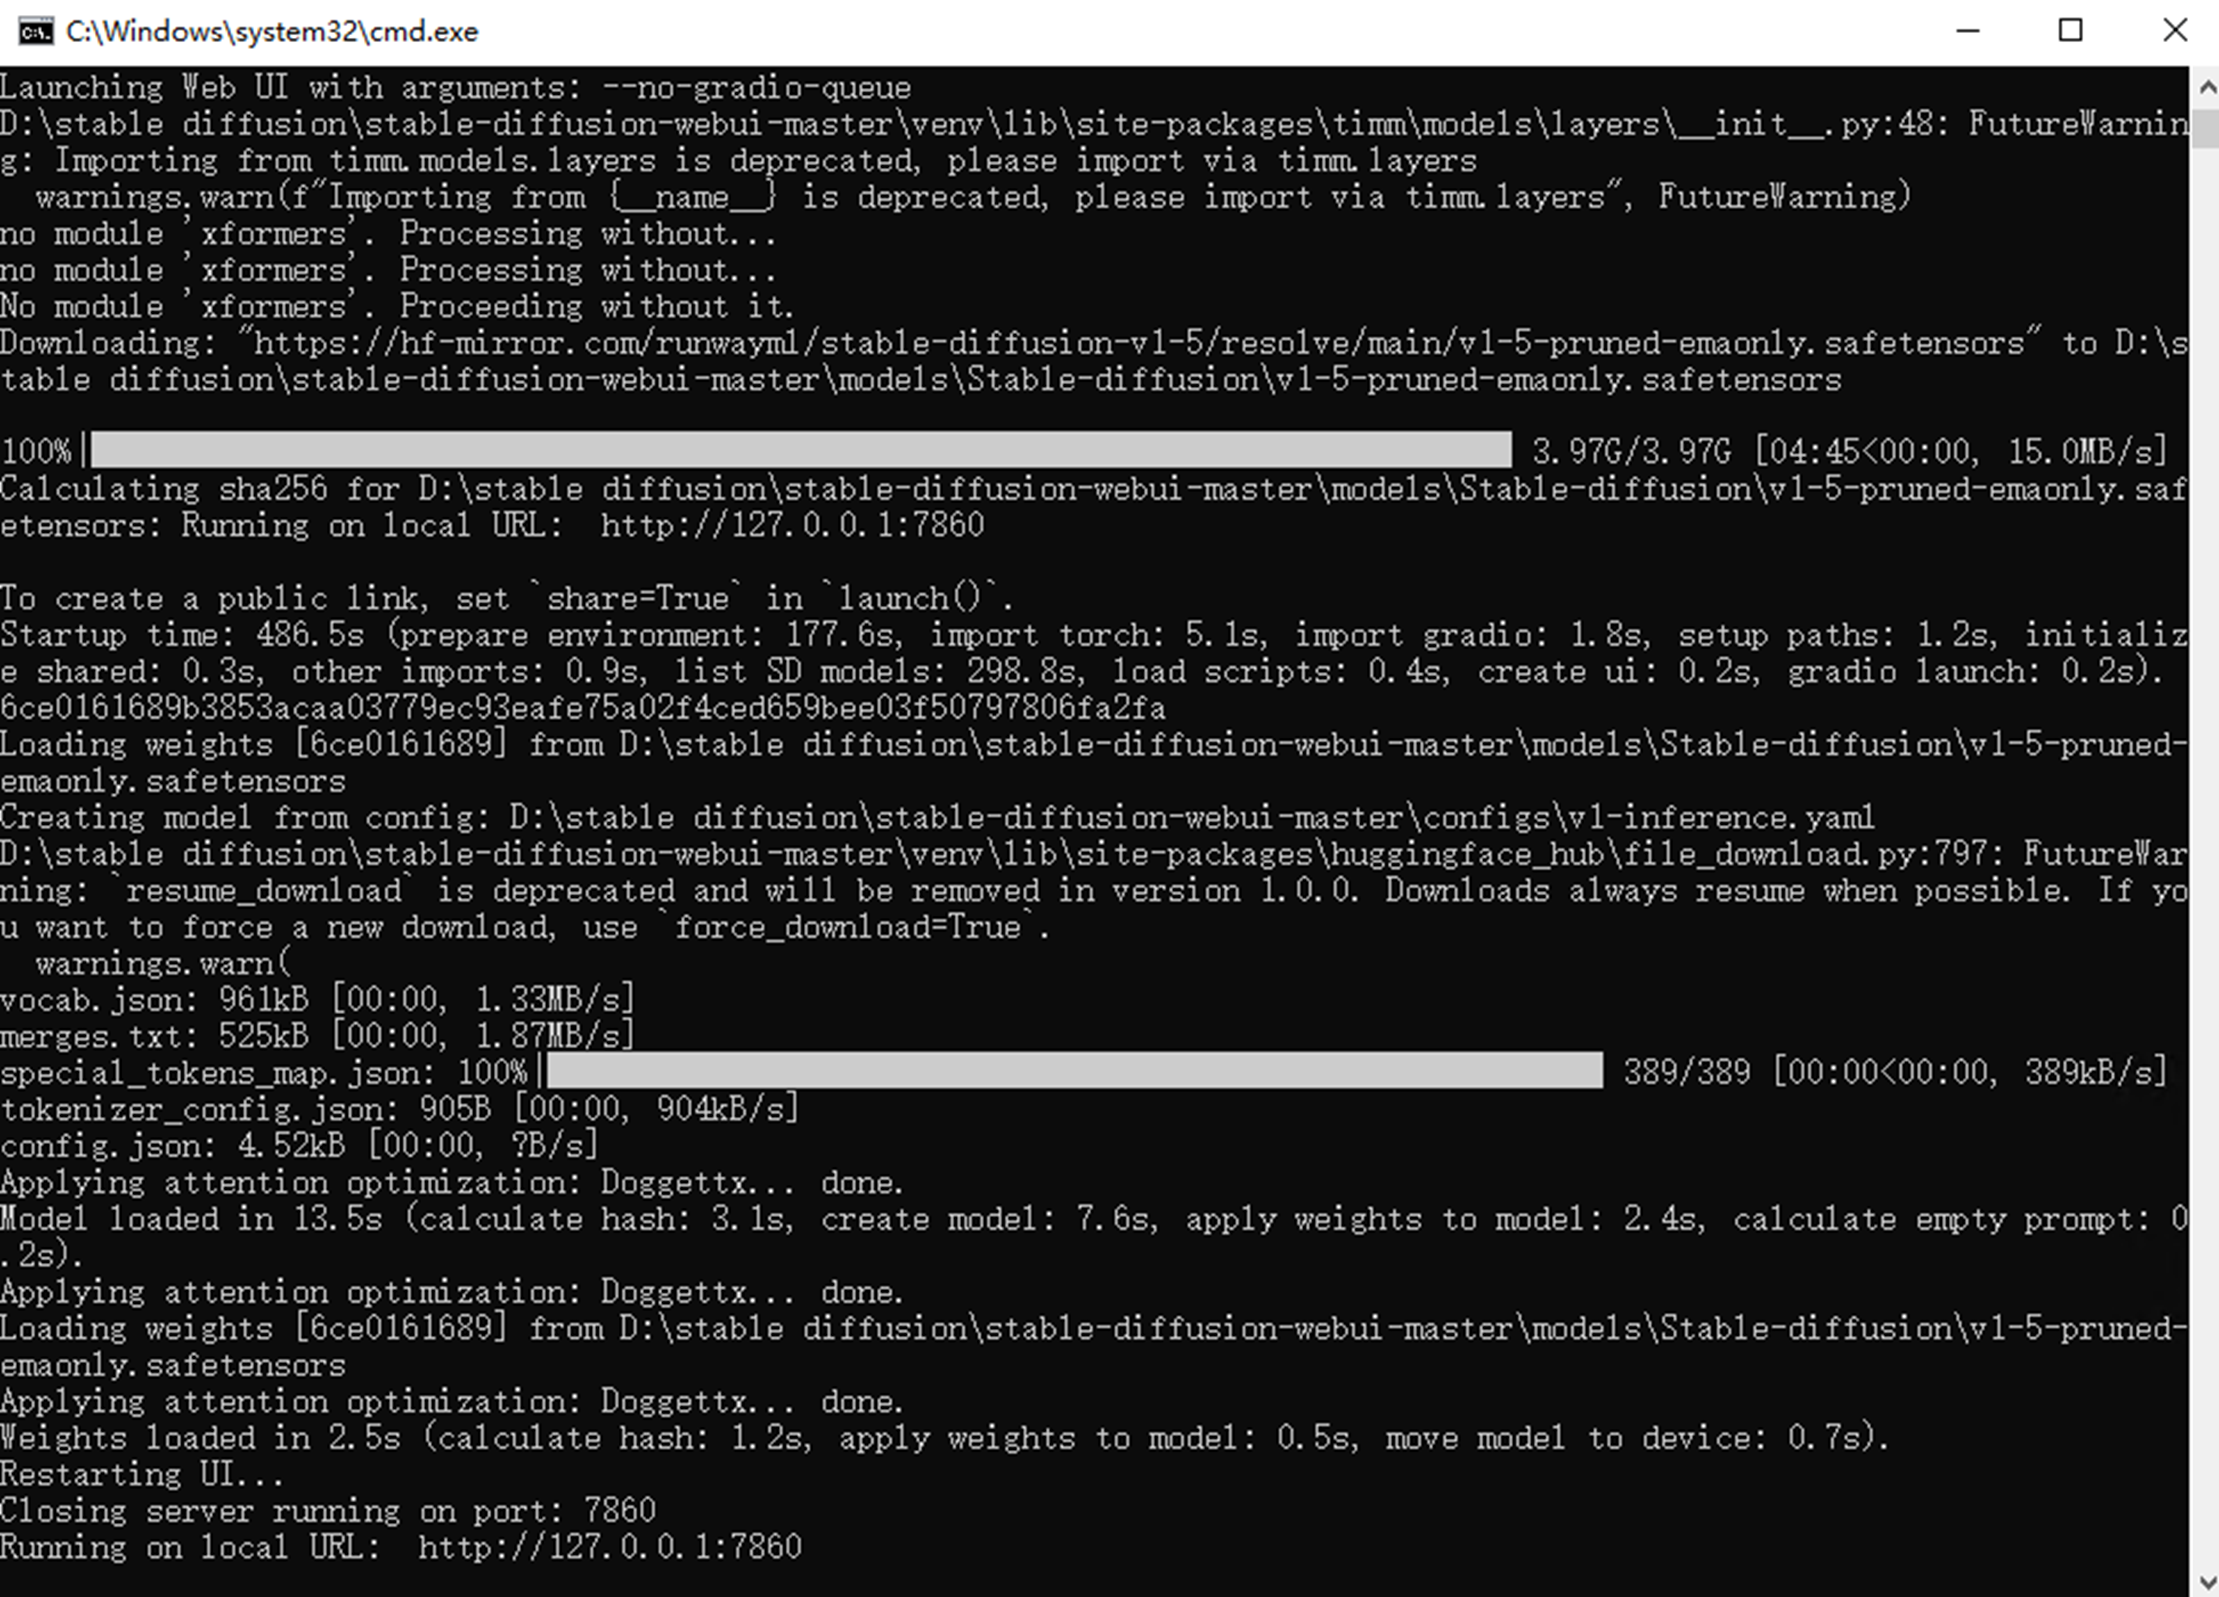 C:\Windows\system32\cmd.exe
Launching Web UI with arguments: --no-gradio-queue
D:\stable diffusion\stable-diffusion-webui-master\venv\lib\site-packages\timm\models\layers\__init__.py:48: FutureWarnin
g: Importing from timm.models.layers is deprecated, please import via timm.layers
  warnings.warn(f"Importing from {__name__} is deprecated, please import via timm.layers", FutureWarning)
no module 'xformers'. Processing without...
no module 'xformers'. Processing without...
No module 'xformers'. Proceeding without it.
Downloading: "https://hf-mirror.com/runwayml/stable-diffusion-v1-5/resolve/main/v1-5-pruned-emaonly.safetensors" to D:\s
table diffusion\stable-diffusion-webui-master\models\Stable-diffusion\v1-5-pruned-emaonly.safetensors
100%| 3.97G/3.97G [04:45<00:00, 15.0MB/s]
Calculating sha256 for D:\stable diffusion\stable-diffusion-webui-master\models\Stable-diffusion\v1-5-pruned-emaonly.saf
etensors: Running on local URL:  http://127.0.0.1:7860
To create a public link, set `share=True` in `launch()`.
Startup time: 486.5s (prepare environment: 177.6s, import torch: 5.1s, import gradio: 1.8s, setup paths: 1.2s, initializ
e shared: 0.3s, other imports: 0.9s, list SD models: 298.8s, load scripts: 0.4s, create ui: 0.2s, gradio launch: 0.2s).
6ce0161689b3853acaa03779ec93eafe75a02f4ced659bee03f50797806fa2fa
Loading weights [6ce0161689] from D:\stable diffusion\stable-diffusion-webui-master\models\Stable-diffusion\v1-5-pruned-
emaonly.safetensors
Creating model from config: D:\stable diffusion\stable-diffusion-webui-master\configs\v1-inference.yaml
D:\stable diffusion\stable-diffusion-webui-master\venv\lib\site-packages\huggingface_hub\file_download.py:797: FutureWar
ning: `resume_download` is deprecated and will be removed in version 1.0.0. Downloads always resume when possible. If yo
u want to force a new download, use `force_download=True`.
  warnings.warn(
vocab.json: 961kB [00:00, 1.33MB/s]
merges.txt: 525kB [00:00, 1.87MB/s]
special_tokens_map.json: 100%| 389/389 [00:00<00:00, 389kB/s]
tokenizer_config.json: 905B [00:00, 904kB/s]
config.json: 4.52kB [00:00, ?B/s]
Applying attention optimization: Doggettx... done.
Model loaded in 13.5s (calculate hash: 3.1s, create model: 7.6s, apply weights to model: 2.4s, calculate empty prompt: 0
.2s).
Applying attention optimization: Doggettx... done.
Loading weights [6ce0161689] from D:\stable diffusion\stable-diffusion-webui-master\models\Stable-diffusion\v1-5-pruned-
emaonly.safetensors
Applying attention optimization: Doggettx... done.
Weights loaded in 2.5s (calculate hash: 1.2s, apply weights to model: 0.5s, move model to device: 0.7s).
Restarting UI...
Closing server running on port: 7860
Running on local URL:  http://127.0.0.1:7860